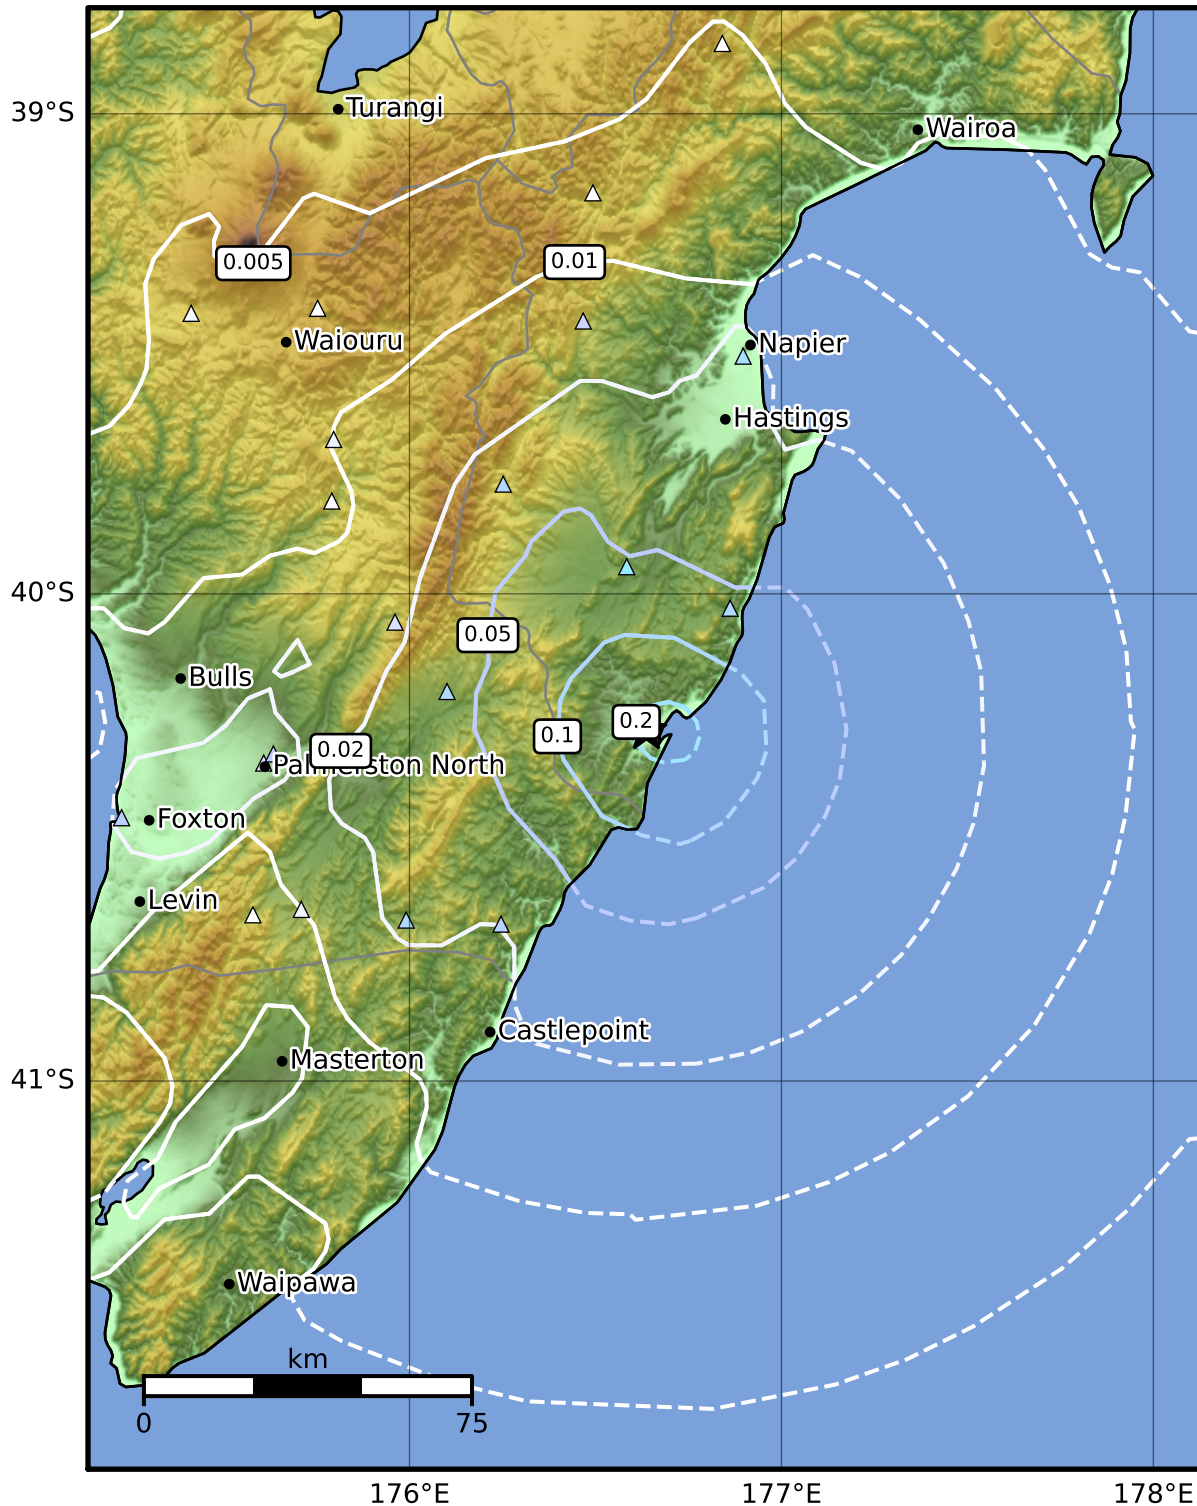 Turangi
39°S
Wairoa
0.005
0.01
Waiouru
Napier
Hastings
40°S
0.05
Bulls
0.2
0.1
0.02
Palmerston North
Foxton
Levin
Castlepoint
Masterton
41°S
Waipawa
km
0 75
176°E 177°E 178°E